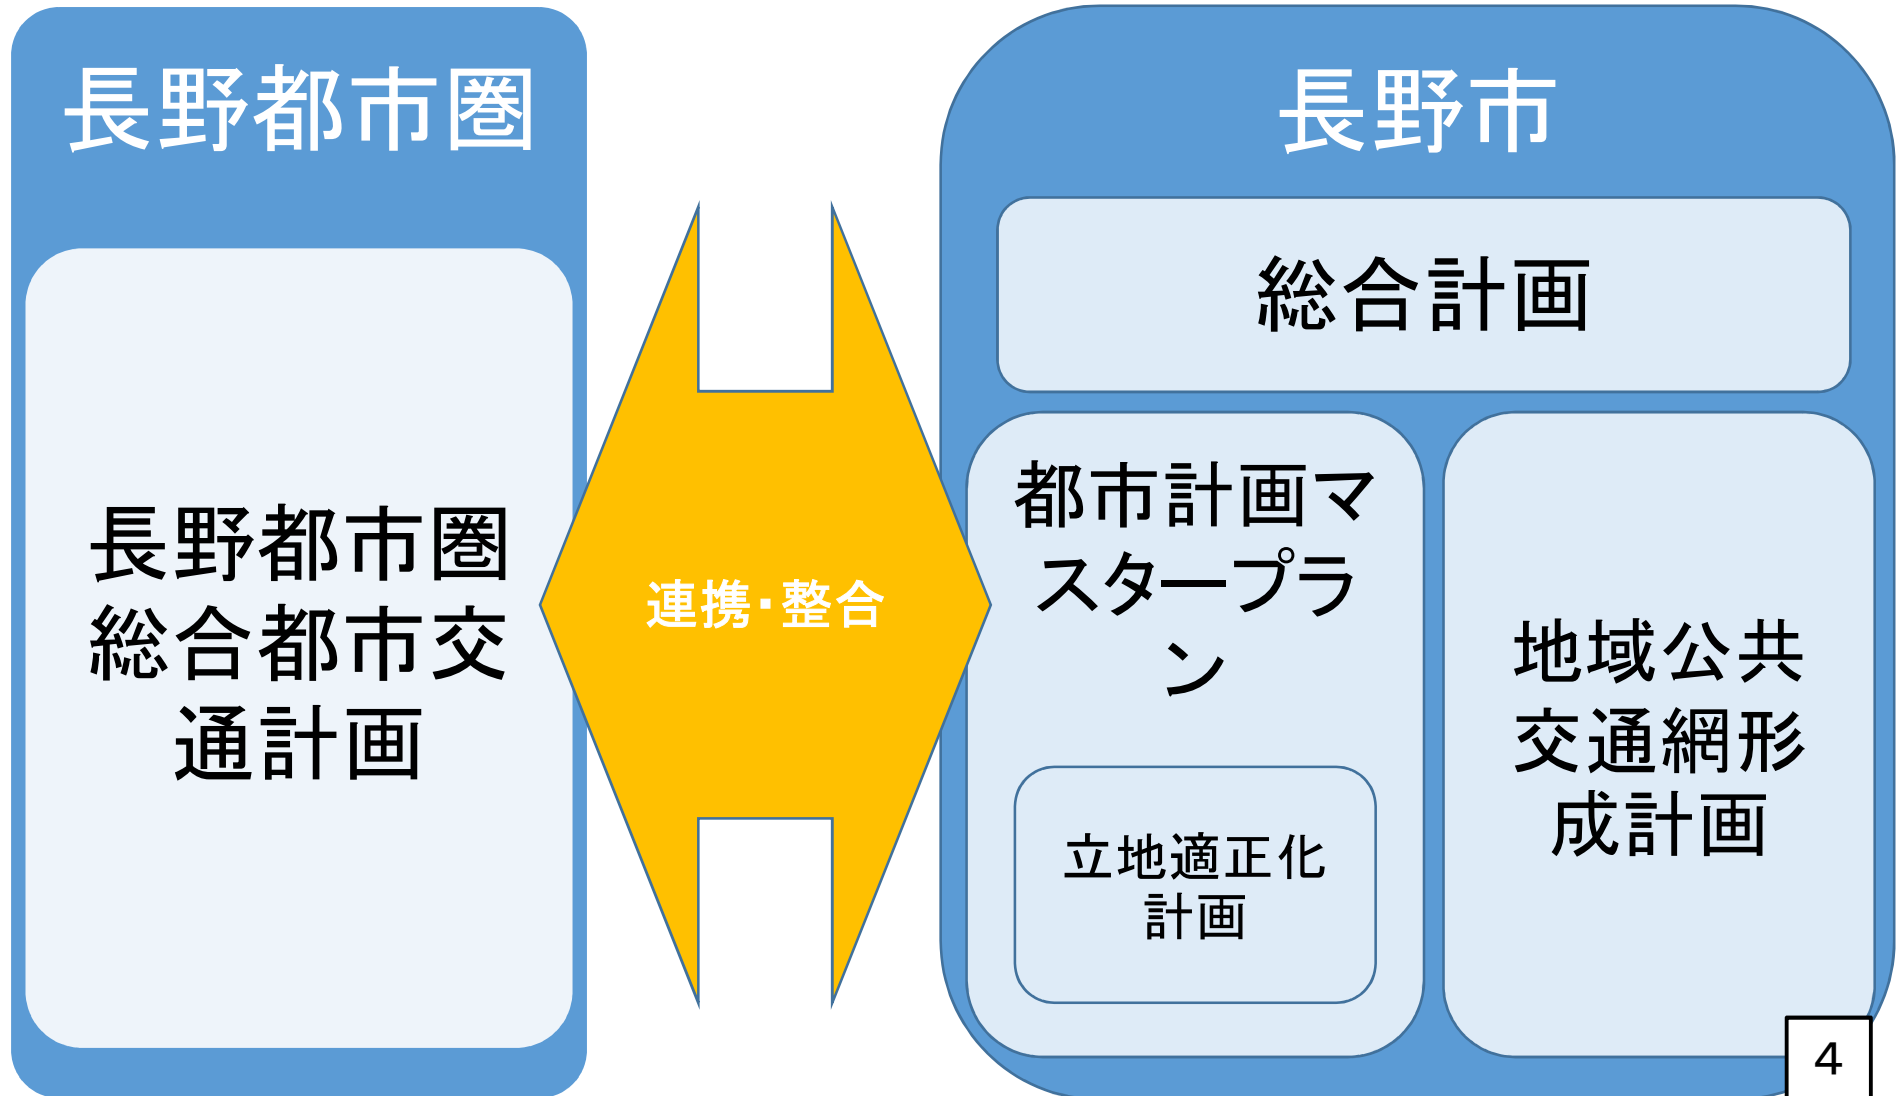 長野都市圏
長野都市圏
総合都市交
通計画
連携・整合
長野市
総合計画
都市計画マ
スタープラ
ン
立地適正化
計画
地域公共
交通網形
成計画
4